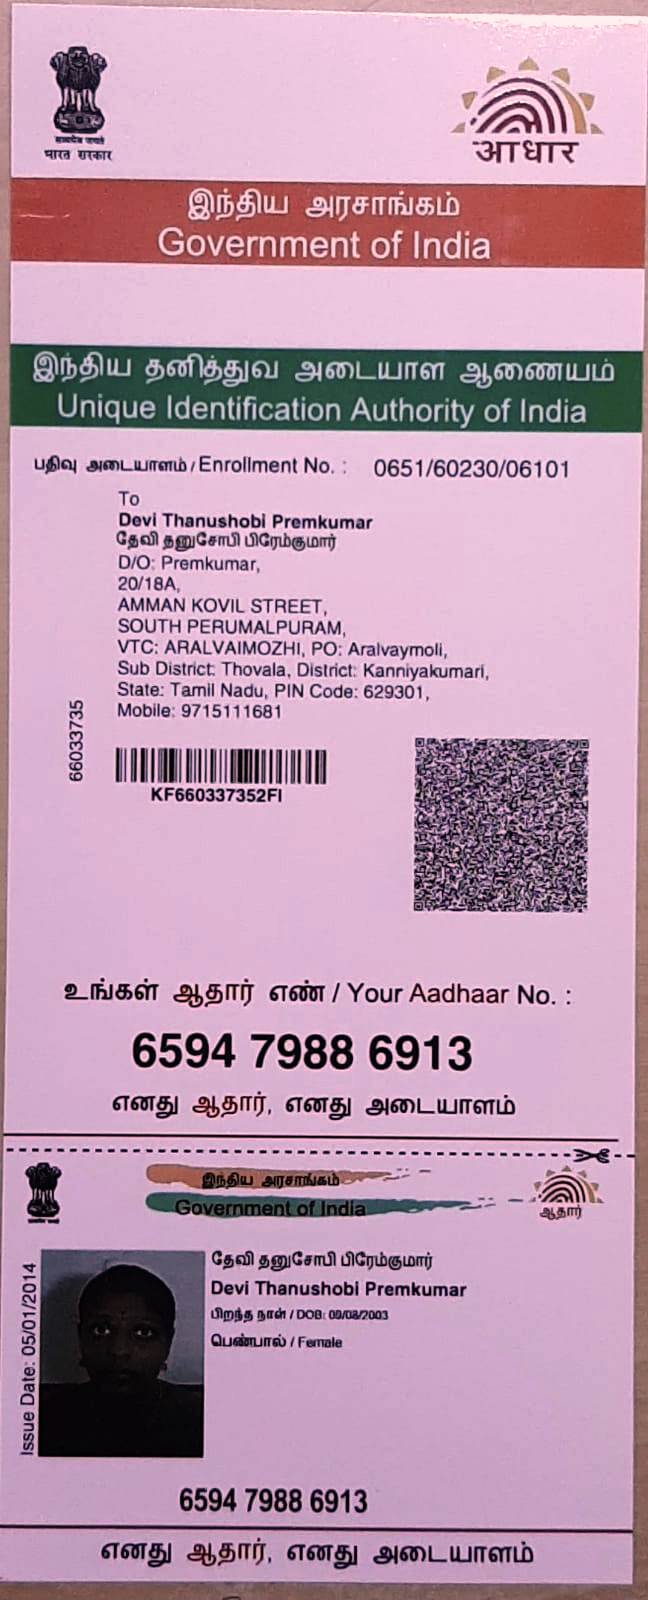 सत्यमेव जयते
भारत सरकार
आधार
இந்திய அரசாங்கம்
Government of India
இந்திய தனித்துவ அடையாள ஆணையம்
Unique Identification Authority of India
பதிவு அடையாளம் / Enrollment No. : 0651/60230/06101
To
Devi Thanushobi Premkumar
தேவி தனுசோபி பிரேம்குமார்
D/O: Premkumar,
20/18A,
AMMAN KOVIL STREET,
SOUTH PERUMALPURAM,
VTC: ARALVAIMOZHI, PO: Aralvaymoli,
Sub District: Thovala, District: Kanniyakumari,
State: Tamil Nadu, PIN Code: 629301,
Mobile: 9715111681
66033735
KF660337352FI
உங்கள் ஆதார் எண் / Your Aadhaar No. :
6594 7988 6913
எனது ஆதார், எனது அடையாளம்
இந்திய அரசாங்கம்
Government of India
ஆதார்
Issue Date: 05/01/2014
தேவி தனுசோபி பிரேம்குமார்
Devi Thanushobi Premkumar
பிறந்த நாள் / DOB:
பெண்பால் / Female
6594 7988 6913
எனது ஆதார், எனது அடையாளம்